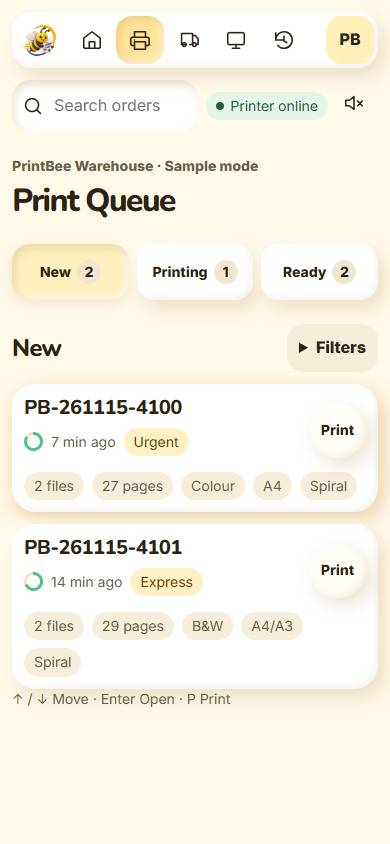 PB
Search orders
Printer online
PrintBee Warehouse · Sample mode
Print Queue
New 2
Printing 1
Ready 2
New
Filters
PB-261115-4100
7 min ago Urgent
Print
2 files 27 pages Colour A4 Spiral
PB-261115-4101
14 min ago Express
Print
2 files 29 pages B&W A4/A3
Spiral
↑ / ↓ Move · Enter Open · P Print